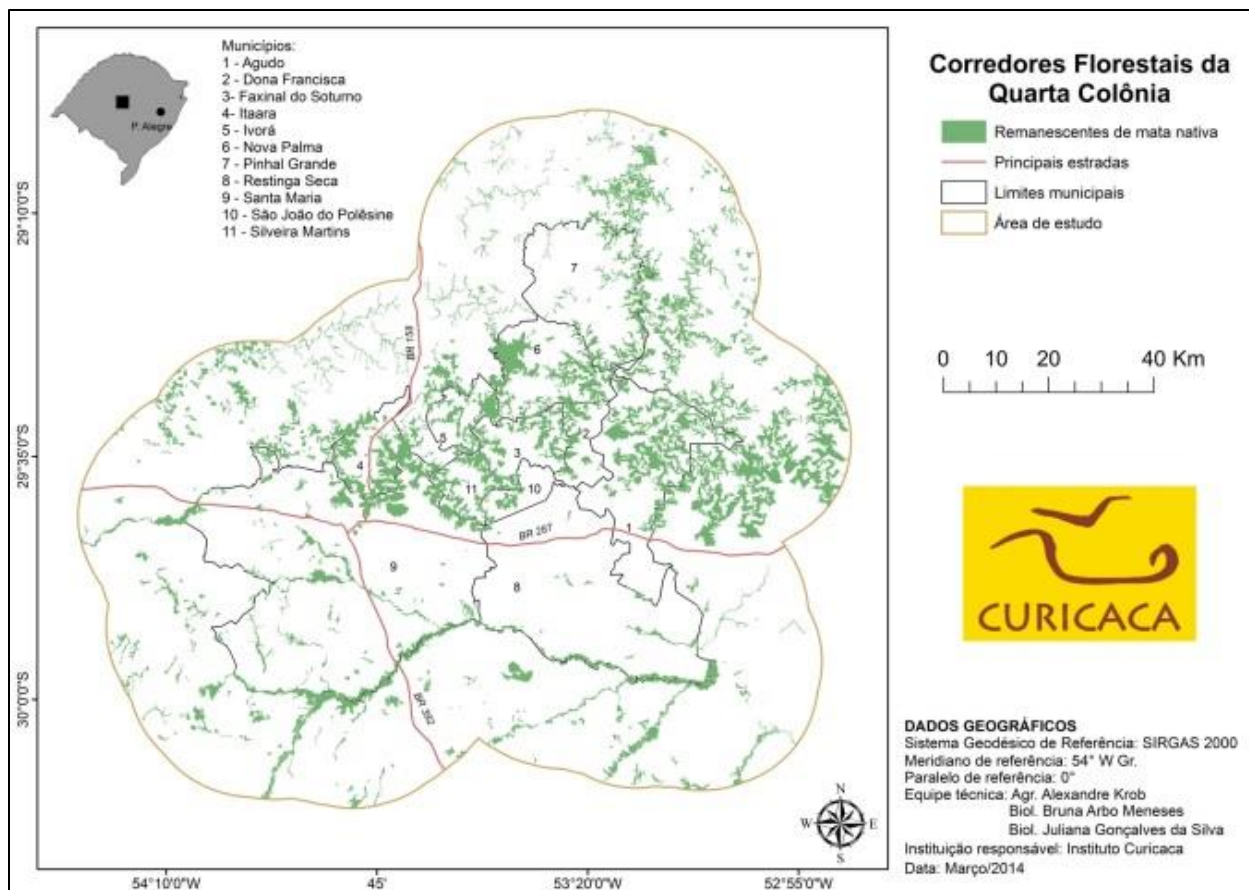 Municípios:
1 - Agudo
2 - Dona Francisca
3- Faxinal do Soturno
4- Itaara
5 - Ivorá
6 - Nova Palma
7 - Pinhal Grande
8 - Restinga Seca
9 - Santa Maria
10 - São João do Polêsine
11 - Silveira Martins
P. Alegre
29°10'0"S
29°35'0"S
30°0'0"S
54°10'0"W
45'
53°20'0"W
52°55'0"W
BR 158
7
6
5
2
3
4
11
10
1
BR 287
9
8
BR 392
N
W
E
S
Corredores Florestais da
Quarta Colônia
Remanescentes de mata nativa
Principais estradas
Limites municipais
Área de estudo
0 10 20 40 Km
CURICACA
DADOS GEOGRÁFICOS
Sistema Geodésico de Referência: SIRGAS 2000
Meridiano de referência: 54° W Gr.
Paralelo de referência: 0°
Equipe técnica: Agr. Alexandre Krob
Biol. Bruna Arbo Meneses
Biol. Juliana Gonçalves da Silva
Instituição responsável: Instituto Curicaca
Data: Março/2014